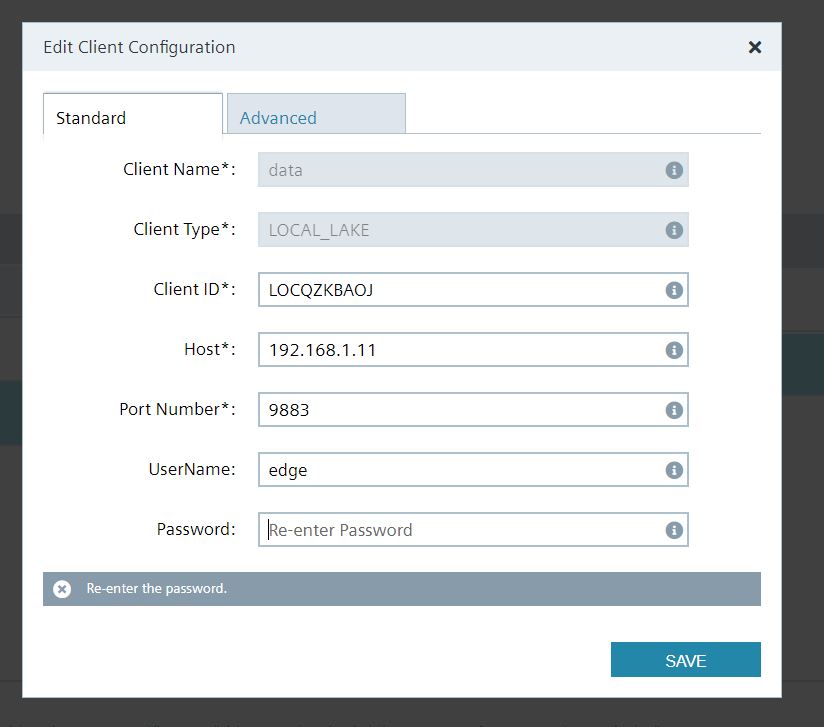 Edit Client Configuration
Standard
Advanced
Client Name*: data
Client Type*: LOCAL_LAKE
Client ID*: LOCQZKBAOJ
Host*: 192.168.1.11
Port Number*: 9883
UserName: edge
Password: Re-enter Password
Re-enter the password.
SAVE